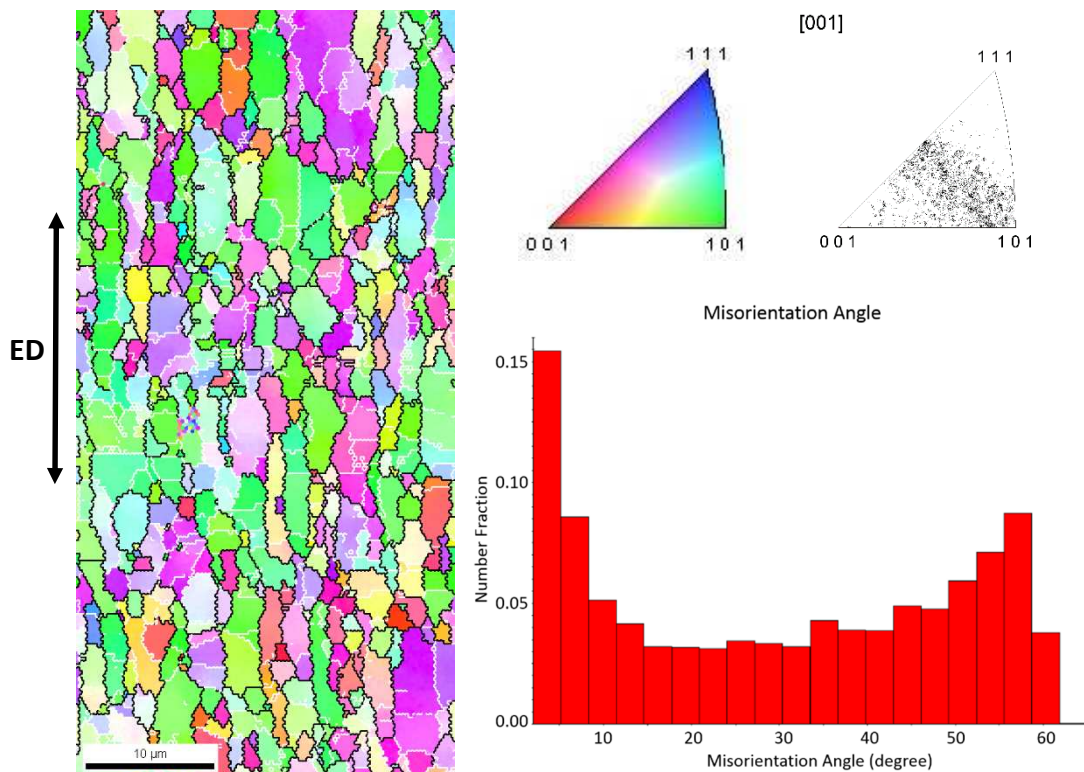 ED
10 µm
[001]
1 1 1
0 0 1
1 0 1
1 1 1
0 0 1
1 0 1
Misorientation Angle
Number Fraction
0.15
0.10
0.05
0.00
10 20 30 40 50 60
Misorientation Angle (degree)